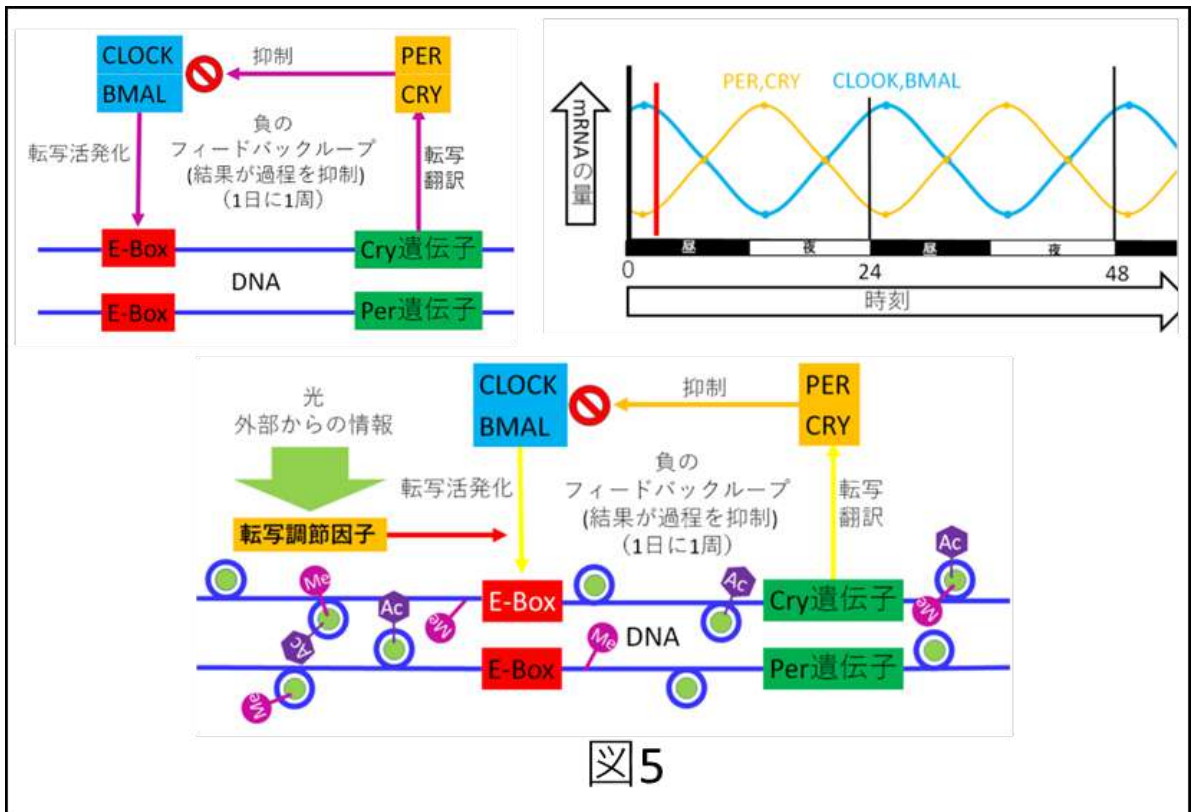 CLOCK
BMAL
抑制
PER
CRY
転写活発化
負の
フィードバックループ
(結果が過程を抑制)
（1日に1周）
転写
翻訳
E-Box
Cry遺伝子
DNA
E-Box
Per遺伝子
mRNAの量
PER,CRY
CLOOK,BMAL
昼
夜
昼
夜
0
24
48
時刻
光
外部からの情報
転写調節因子
CLOCK
BMAL
抑制
PER
CRY
転写活発化
負の
フィードバックループ
(結果が過程を抑制)
（1日に1周）
転写
翻訳
Me
Ac
Ac
Me
E-Box
Ac
Cry遺伝子
Ac
Me
Me
DNA
Me
E-Box
Per遺伝子
図5